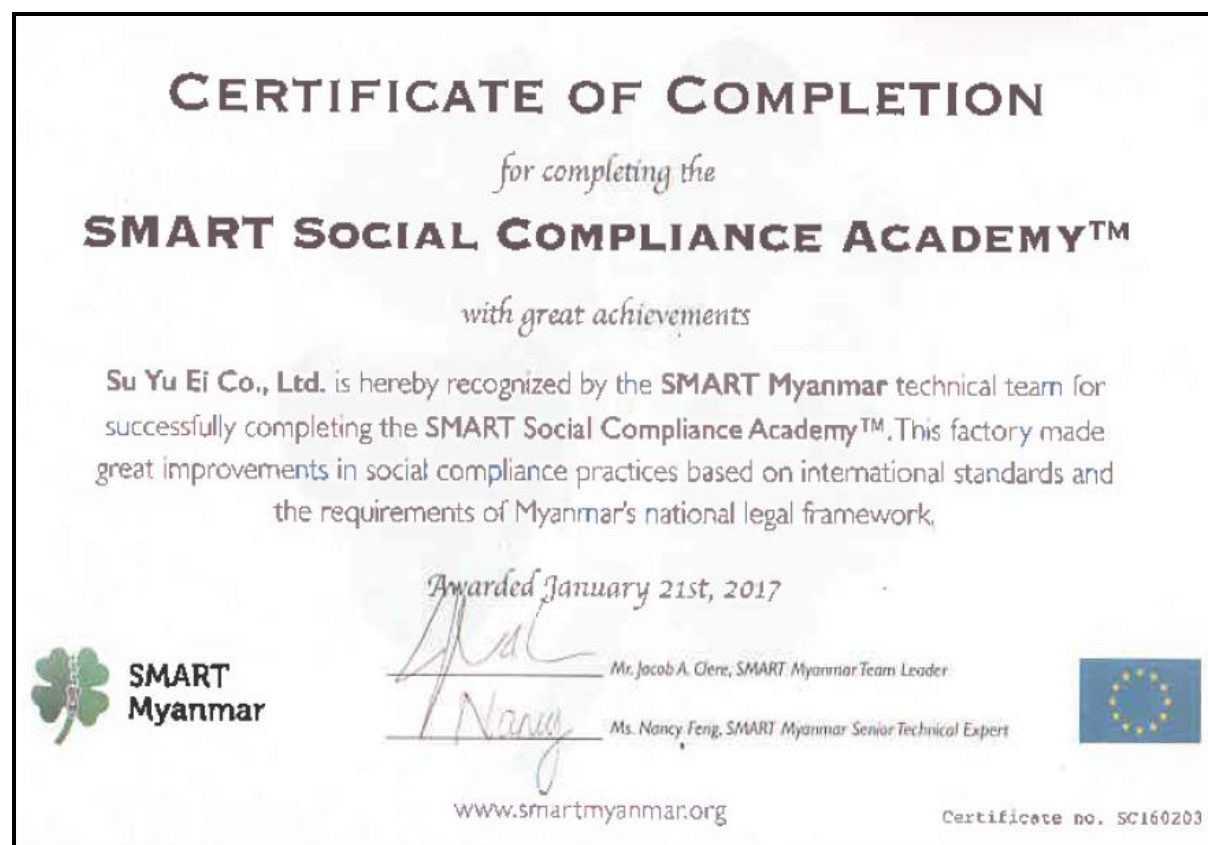 CERTIFICATE OF COMPLETION
for completing the
SMART SOCIAL COMPLIANCE ACADEMY™
with great achievements
Su Yu Ei Co., Ltd. is hereby recognized by the SMART Myanmar technical team for
successfully completing the SMART Social Compliance Academy™. This factory made
great improvements in social compliance practices based on international standards and
the requirements of Myanmar's national legal framework.
Awarded January 21st, 2017
Mr. Jacob A. Clere, SMART Myanmar Team Leader
SMART
Myanmar
Nancy
Ms. Nancy Feng, SMART Myanmar Senior Technical Expert
www.smartmyanmar.org
Certificate no. SC160203